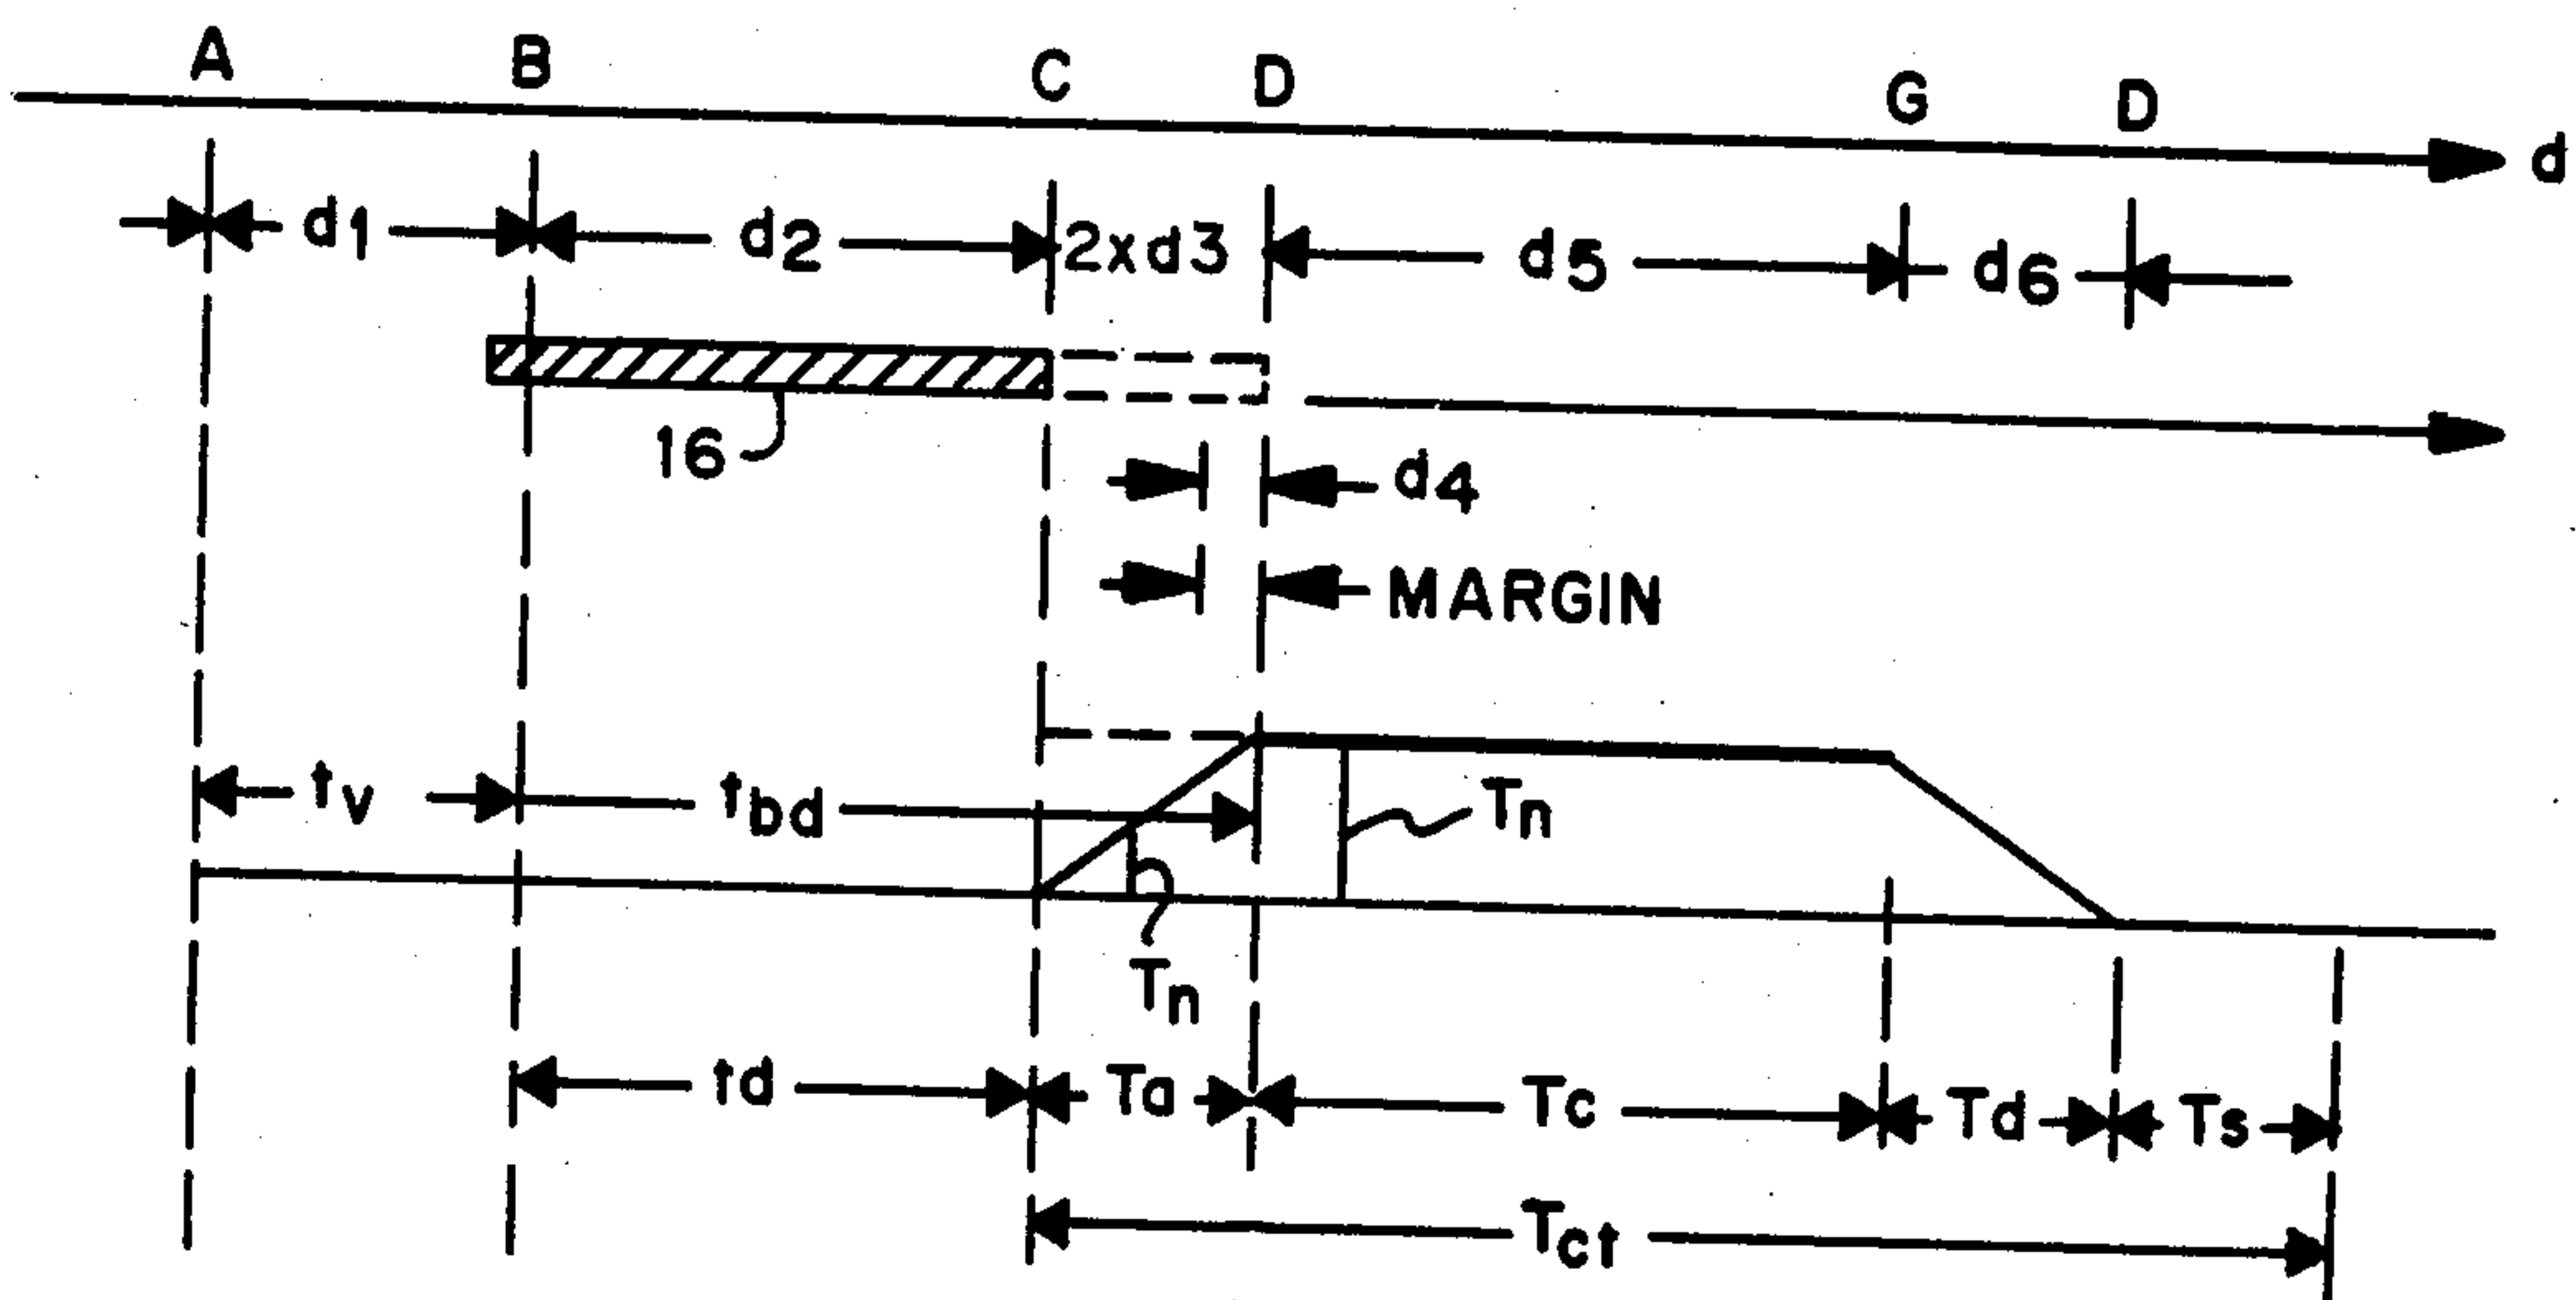 A B C D G D
d
d1 d2 2xd3 d5 d6
16
d4
MARGIN
tv tbd Tn
Tn
td Ta Tc Td Ts
Tct